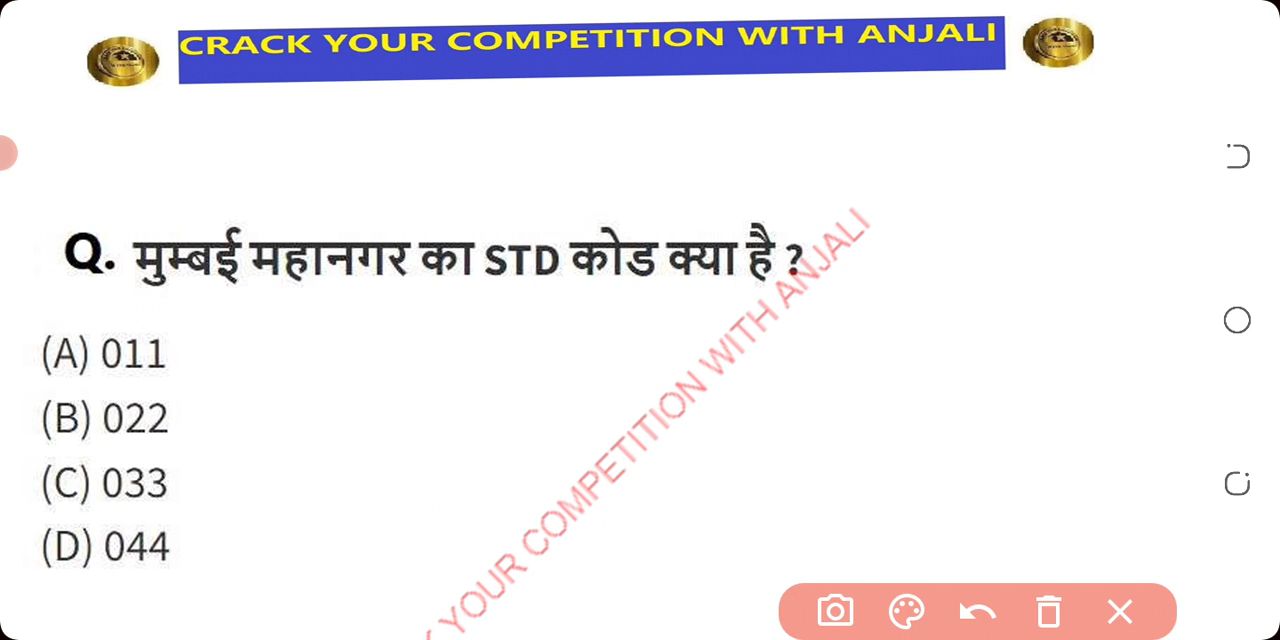 CRACK YOUR COMPETITION WITH ANJALI
Q. मुम्बई महानगर का STD कोड क्या है ?
(A) 011
(B) 022
(C) 033
(D) 044
YOUR COMPETITION WITH ANJALI